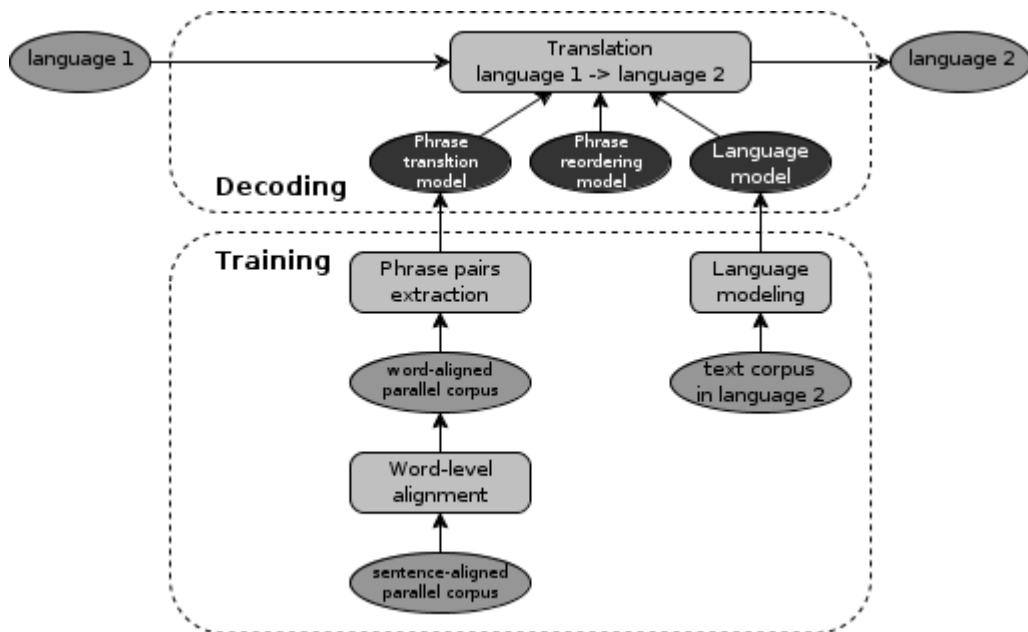 language 1
Translation
language 1 -> language 2
language 2
Phrase
transltion
model
Phrase
reordering
model
Language
model
Decoding
Training
Phrase pairs
extraction
Language
modeling
word-aligned
parallel corpus
text corpus
in language 2
Word-level
alignment
sentence-aligned
parallel corpus